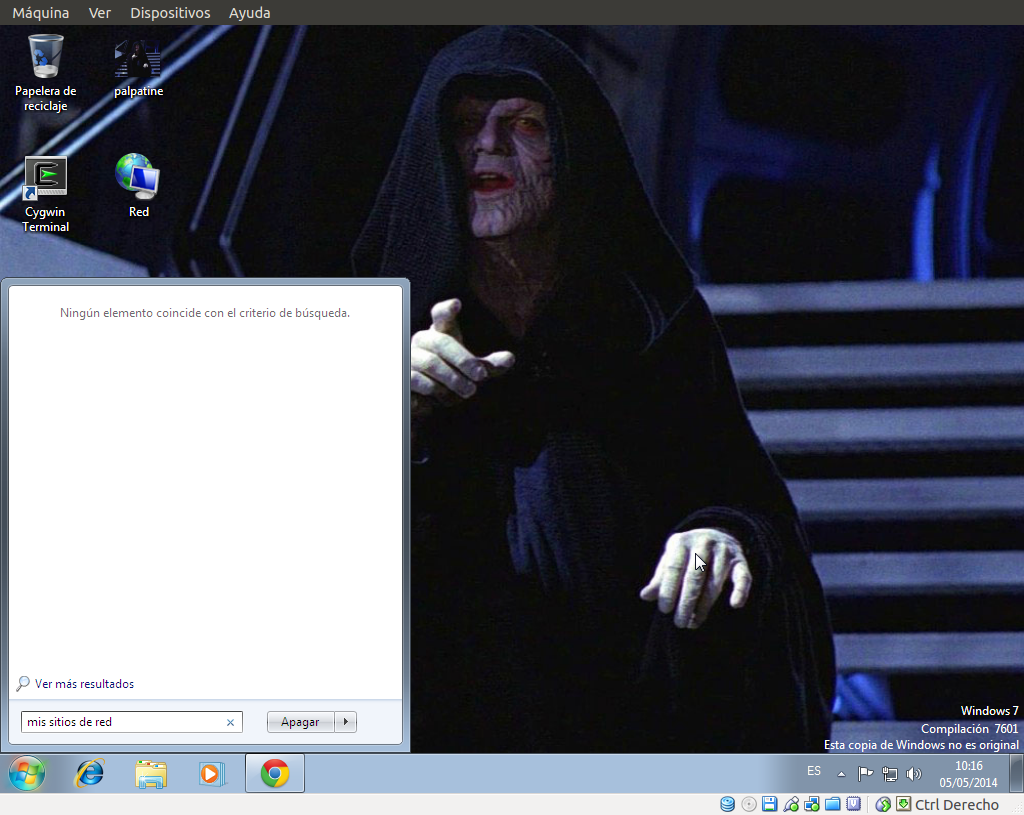 Máquina Ver Dispositivos Ayuda
Papelera de
reciclaje
palpatine
Cygwin
Terminal
Red
Ningún elemento coincide con el criterio de búsqueda.
Ver más resultados
mis sitios de red
Apagar
Windows 7
Compilación 7601
Esta copia de Windows no es original
ES
10:16
05/05/2014
Ctrl Derecho